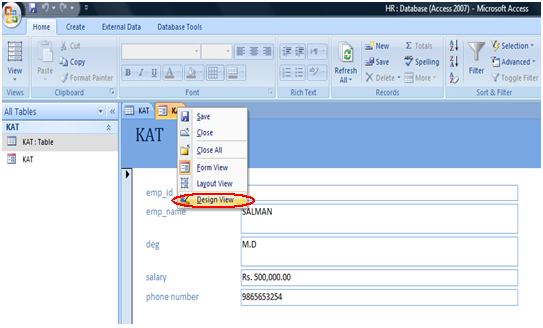 HR : Database (Access 2007) - Microsoft Access
Home Create External Data Database Tools
View
Views
Paste
Cut
Copy
Format Painter
Clipboard
B I U
A
Font
Rich Text
Refresh All
New
Save
Delete
Totals
Spelling
More
Records
Filter
Selection
Advanced
Toggle Filter
Sort & Filter
All Tables
KAT
KAT : Table
KAT
KAT
KAT
Save
Close
Close All
Form View
Layout View
Design View
emp_id
emp_name SALMAN
deg M.D
salary Rs. 500,000.00
phone number 9865653254